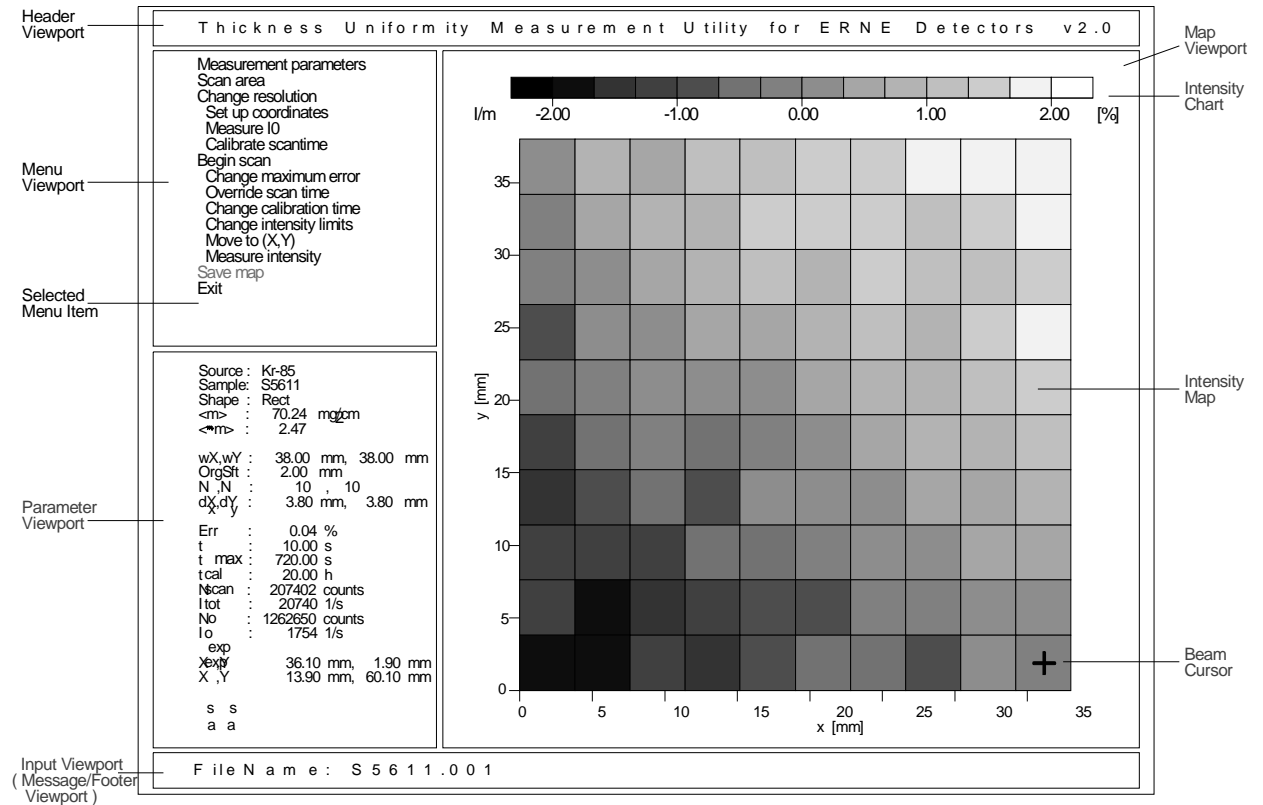 Header
Viewport
Thickness Uniformity Measurement Utility for ERNE Detectors v2.0
Map
Viewport
Measurement parameters
Scan area
Change resolution
Set up coordinates
Measure I0
Calibrate scantime
Begin scan
Change maximum error
Override scan time
Change calibration time
Change intensity limits
Move to (X,Y)
Measure intensity
Save map
Exit
Menu
Viewport
Selected
Menu Item
Intensity
Chart
I/m -2.00 -1.00 0.00 1.00 2.00 [%]
35
30
25
20
15
10
5
0
y [mm]
0 5 10 15 20 25 30 35
x [mm]
Intensity
Map
Beam
Cursor
Parameter
Viewport
Source : Kr-85
Sample: S5611
Shape : Rect
<m> : 70.24 mg/cm 2
: 2.47
wX,wY : 38.00 mm, 38.00 mm
OrgSft : 2.00 mm
N ,N : 10 , 10
dX,dY : 3.80 mm, 3.80 mm
x y
Err : 0.04 %
t : 10.00 s
t max : 720.00 s
t cal : 20.00 h
Nscan : 207402 counts
I tot : 20740 1/s
No : 1262650 counts
I o : 1754 1/s
exp
X ,Y 36.10 mm, 1.90 mm
X ,Y 13.90 mm, 60.10 mm
s s
a a
Input Viewport
( Message/Footer
Viewport )
FileName: S5611.001